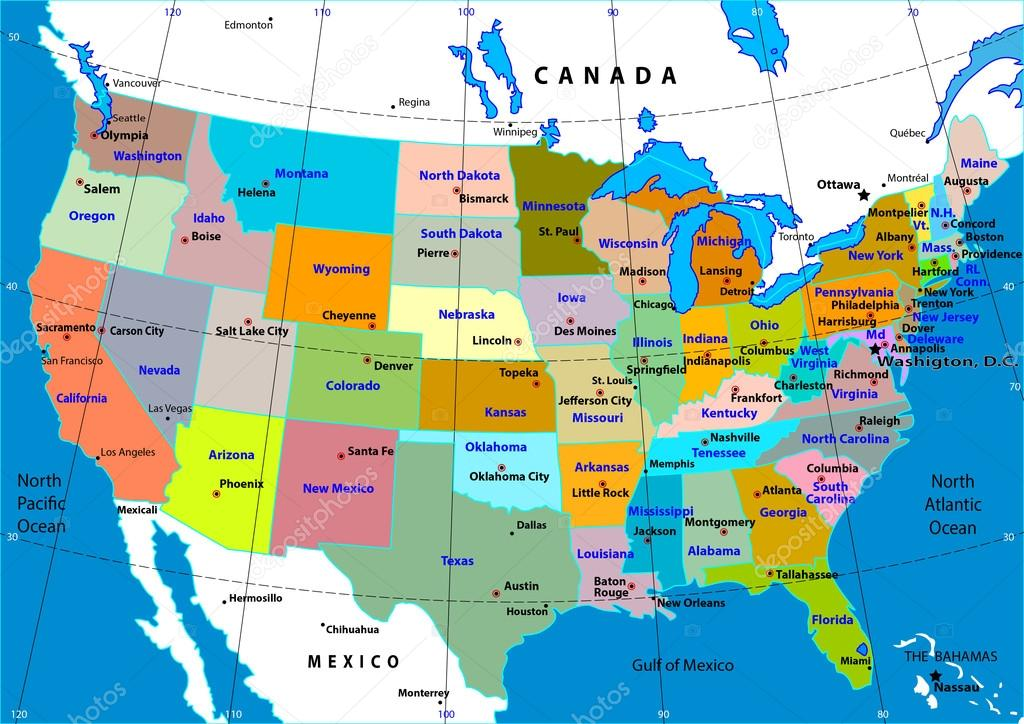 120
110
100
90
80
70
Edmonton
50
CANADA
Vancouver
Regina
Winnipeg
Québec
Seattle
Olympia
Washington
Montana
Helena
North Dakota
Bismarck
Minnesota
St. Paul
Ottawa
Montréal
Maine
Augusta
Salem
Oregon
Idaho
Boise
South Dakota
Pierre
Wisconsin
Madison
Michigan
Lansing
Detroit
Toronto
Montpelier
Vt.
N.H.
Concord
Boston
Albany
New York
Mass.
Providence
Hartford
RI.
Conn.
Wyoming
Cheyenne
Iowa
Des Moines
Chicago
40
Nebraska
Lincoln
Pennsylvania
Philadelphia
Harrisburg
New York
Trenton
New Jersey
40
Sacramento
Carson City
San Francisco
Salt Lake City
Nevada
Denver
Colorado
Topeka
Kansas
Illinois
Springfield
Indiana
Indianapolis
Ohio
Columbus
West
Virginia
Charleston
Md
Dover
Delaware
Annapolis
Washigton, D.C.
Richmond
Virginia
70
California
Las Vegas
Los Angeles
St. Louis
Jefferson City
Missouri
Frankfort
Kentucky
Raleigh
North Carolina
Arizona
Phoenix
Santa Fe
New Mexico
Oklahoma
Oklahoma City
Arkansas
Little Rock
Nashville
Tenessee
Memphis
Columbia
South
Carolina
North
Pacific
Ocean
Mexicali
North
Atlantic
Ocean
Atlanta
Georgia
Mississippi
Jackson
Montgomery
Alabama
30
Dallas
Texas
Louisiana
30
Austin
Houston
Baton
Rouge
New Orleans
Tallahassee
Florida
Miami
Hermosillo
Chihuahua
MEXICO
Monterrey
Gulf of Mexico
THE BAHAMAS
Nassau
120
110
100
90
80
depositphotos